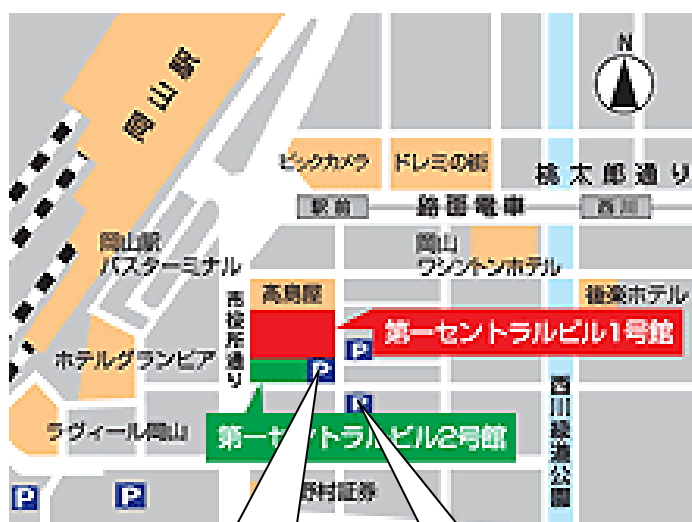 N
岡山駅
ビックカメラ
ドレミの街
桃太郎通り
駅前
路面電車
西川
岡山駅
バスターミナル
岡山
ワシントンホテル
市役所通り
高島屋
後楽ホテル
第一セントラルビル1号館
ホテルグランビア
P
P
P
西川緑道公園
ラヴィール岡山
第一セントラルビル2号館
P
P
野村証券